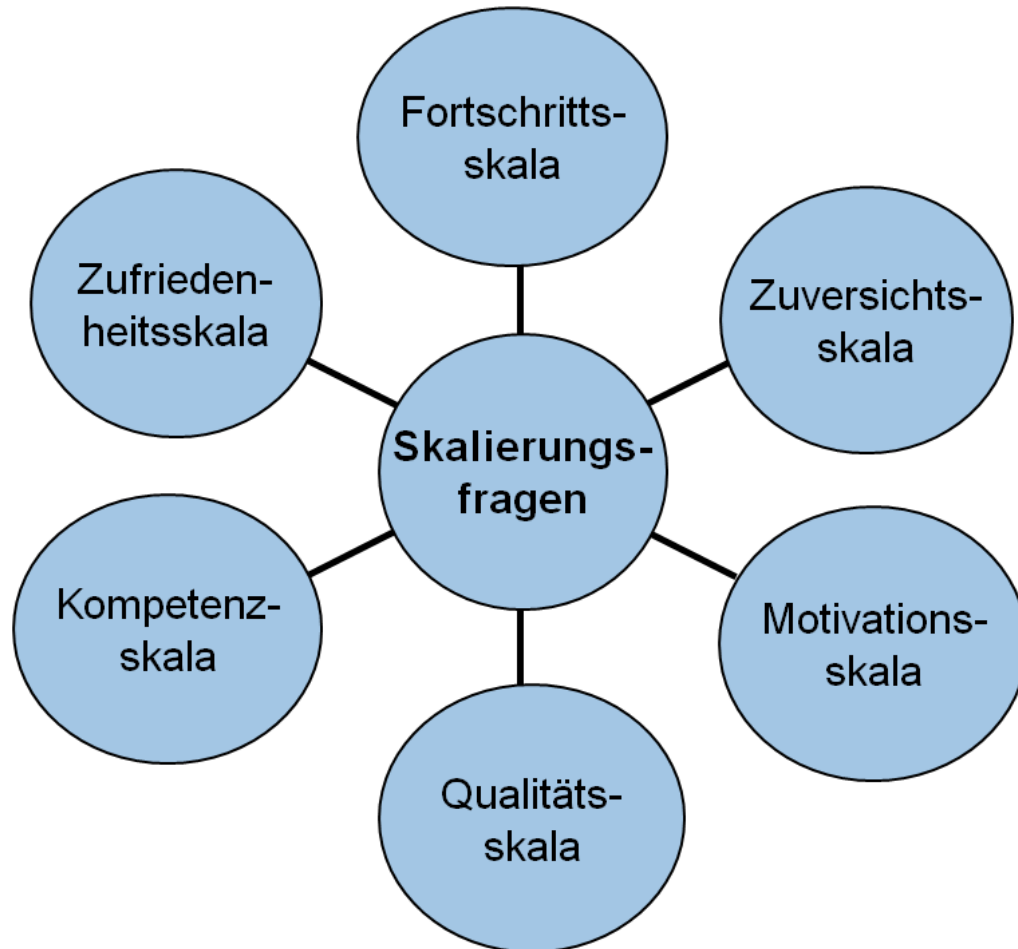 Fortschritts-
skala
Zufrieden-
heitsskala
Zuversichts-
skala
Skalierungs-
fragen
Kompetenz-
skala
Motivations-
skala
Qualitäts-
skala